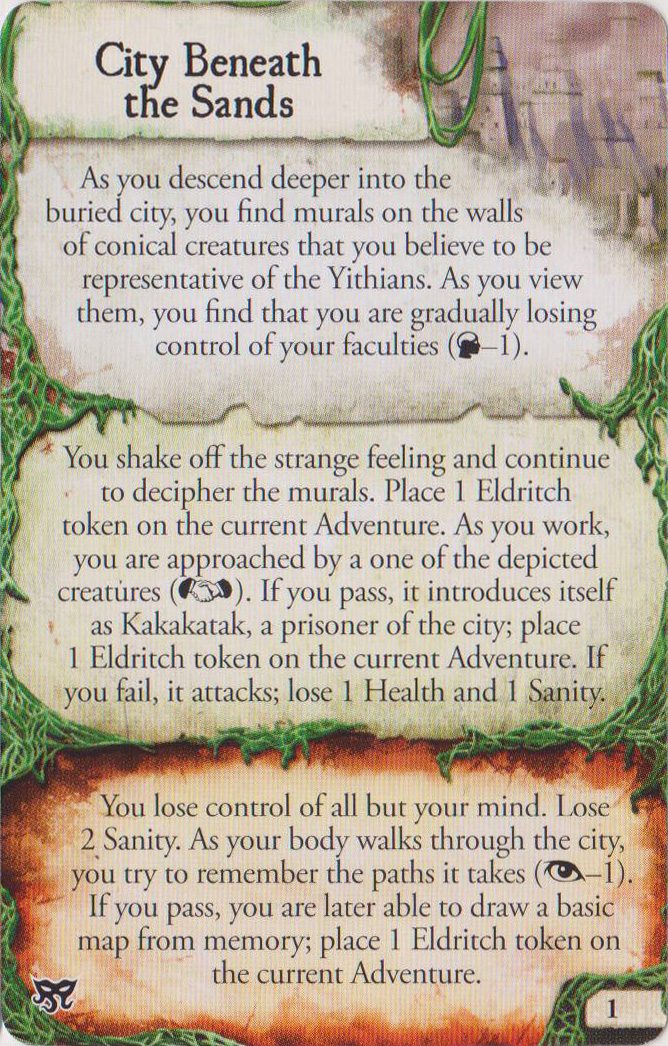 City Beneath
the Sands
As you descend deeper into the
buried city, you find murals on the walls
of conical creatures that you believe to be
representative of the Yithians. As you view
them, you find that you are gradually losing
control of your faculties (–1).
You shake off the strange feeling and continue
to decipher the murals. Place 1 Eldritch
token on the current Adventure. As you work,
you are approached by a one of the depicted
creatures ( ). If you pass, it introduces itself
as Kakakatak, a prisoner of the city; place
1 Eldritch token on the current Adventure. If
you fail, it attacks; lose 1 Health and 1 Sanity.
You lose control of all but your mind. Lose
2 Sanity. As your body walks through the city,
you try to remember the paths it takes (–1).
If you pass, you are later able to draw a basic
map from memory; place 1 Eldritch token on
the current Adventure.
1